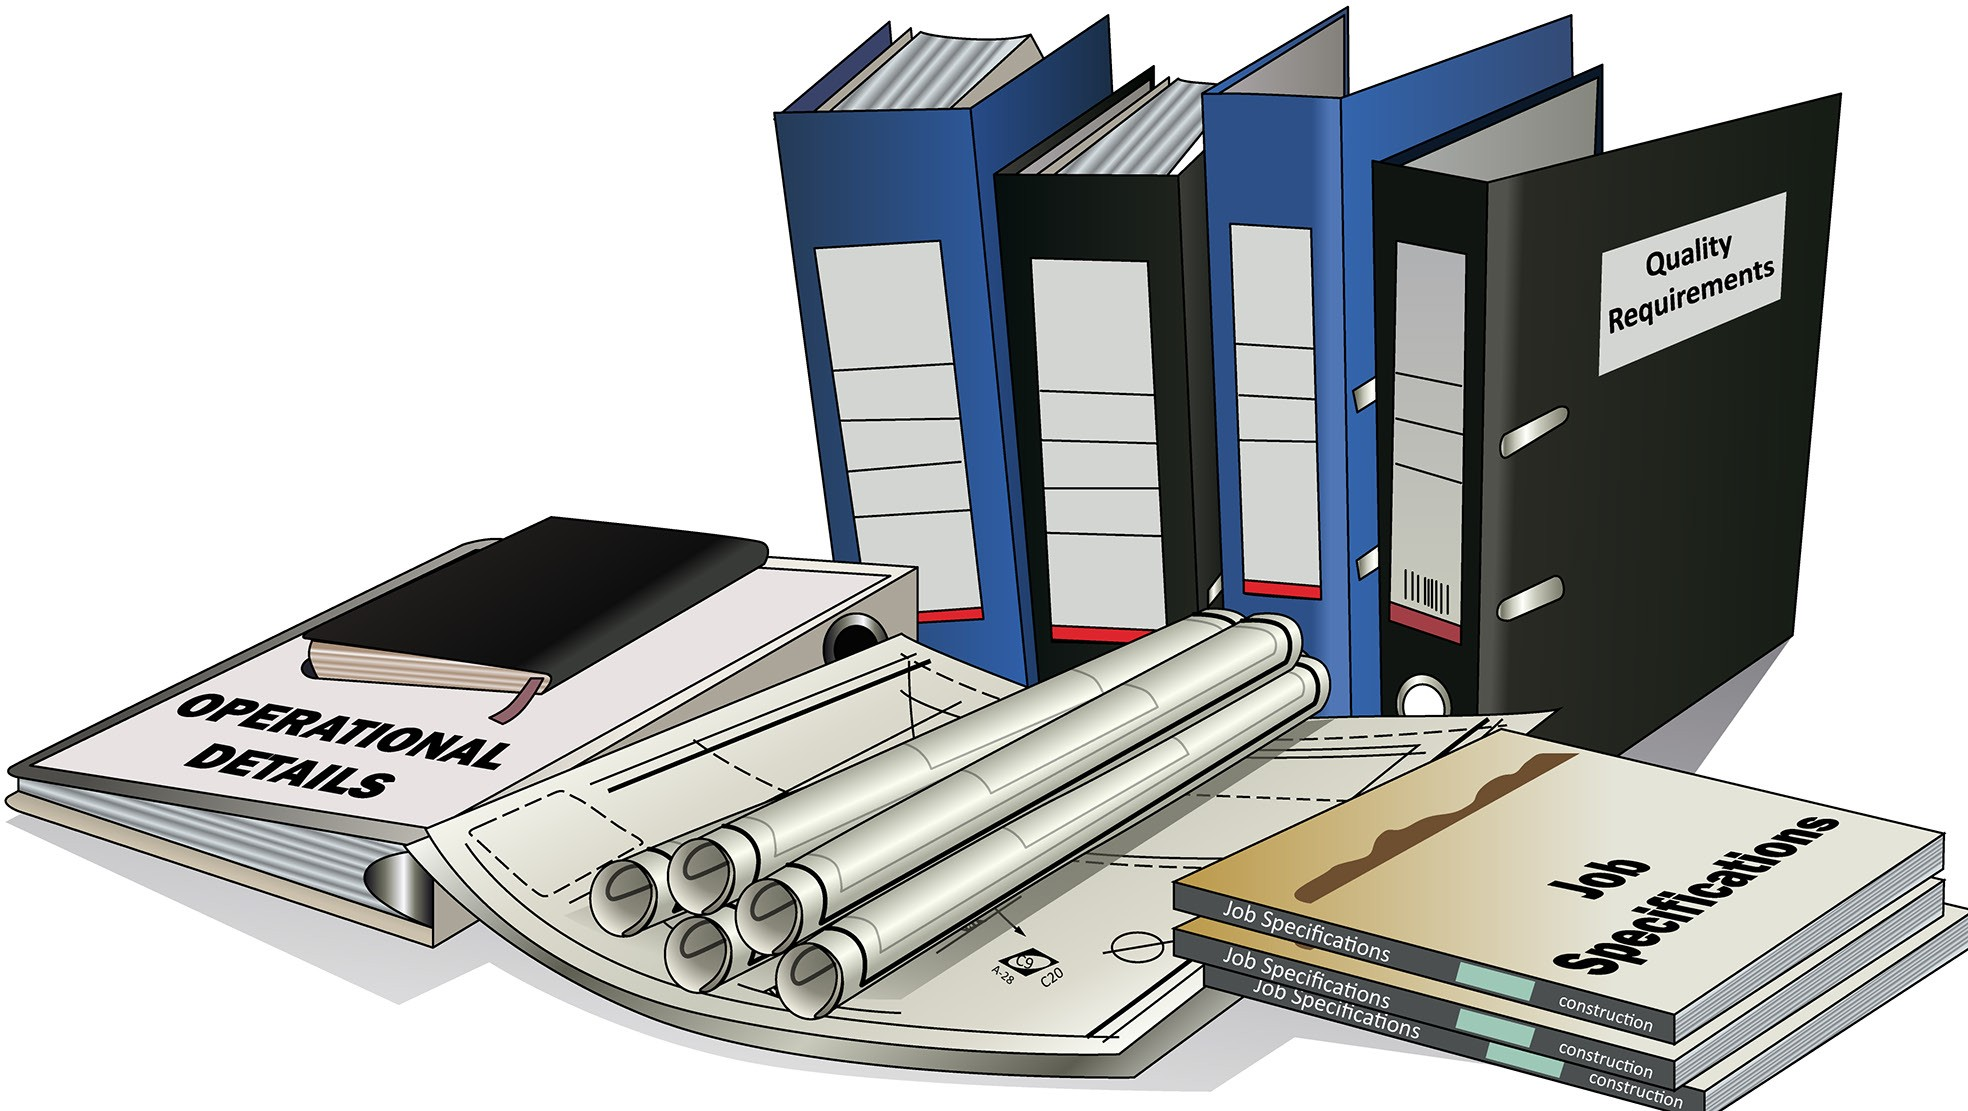 Quality
Requirements
OPERATIONAL
DETAILS
C9
A-28
C20
Job
Specifications
Job Specifications
construction
Job Specifications
construction
Job Specifications
construction